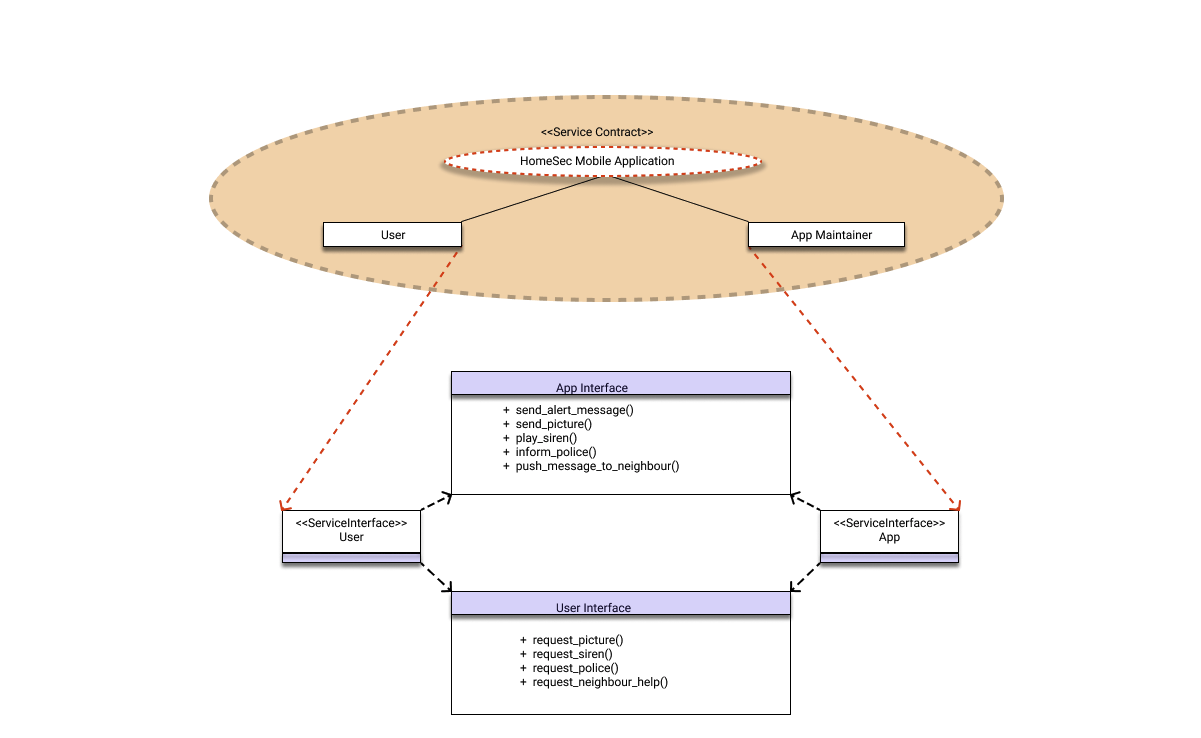 <<Service Contract>>
HomeSec Mobile Application
User
App Maintainer
App Interface
+ send_alert_message()
+ send_picture()
+ play_siren()
+ inform_police()
+ push_message_to_neighbour()
<<ServiceInterface>>
User
<<ServiceInterface>>
App
User Interface
+ request_picture()
+ request_siren()
+ request_police()
+ request_neighbour_help()